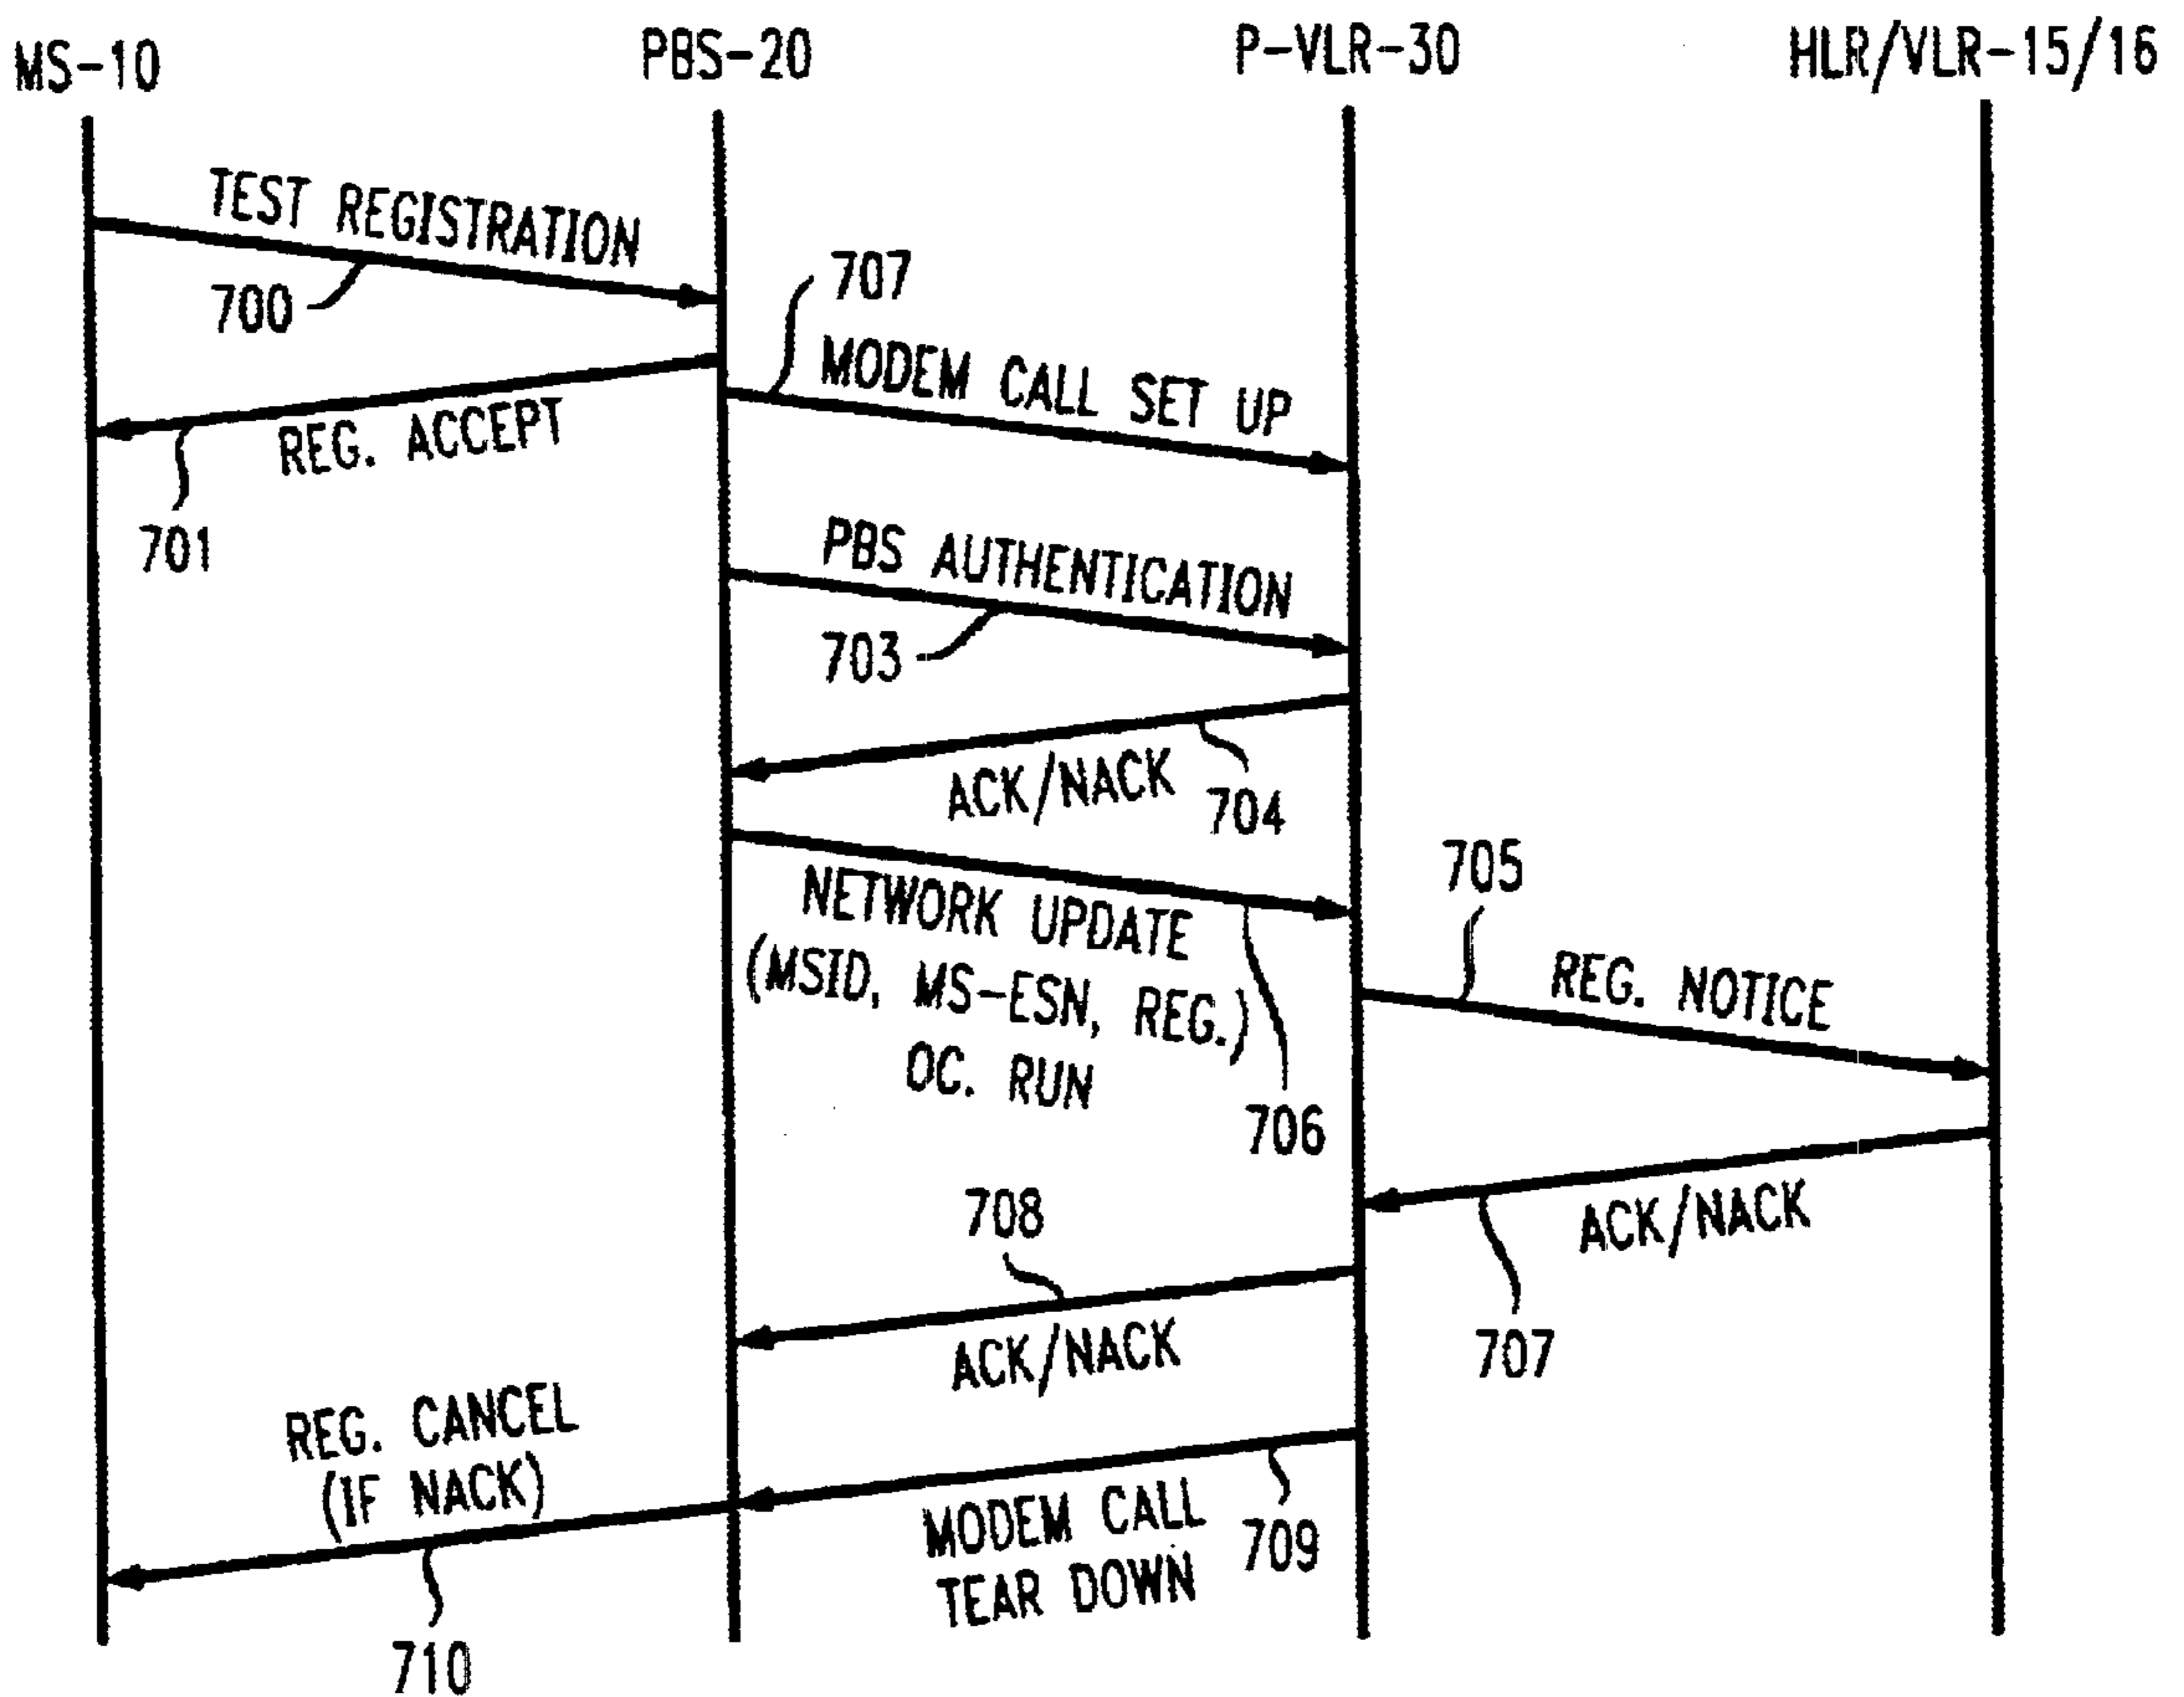 MS-10
PBS-20
P-VLR-30
HLR/VLR-15/16
TEST REGISTRATION
700
707
MODEM CALL SET UP
REG. ACCEPT
701
PBS AUTHENTICATION
703
ACK/NACK
704
NETWORK UPDATE
(MSID, MS-ESN, REG.)
OC. RUN
706
705
REG. NOTICE
ACK/NACK
707
708
ACK/NACK
REG. CANCEL
(IF NACK)
710
MODEM CALL
TEAR DOWN
709